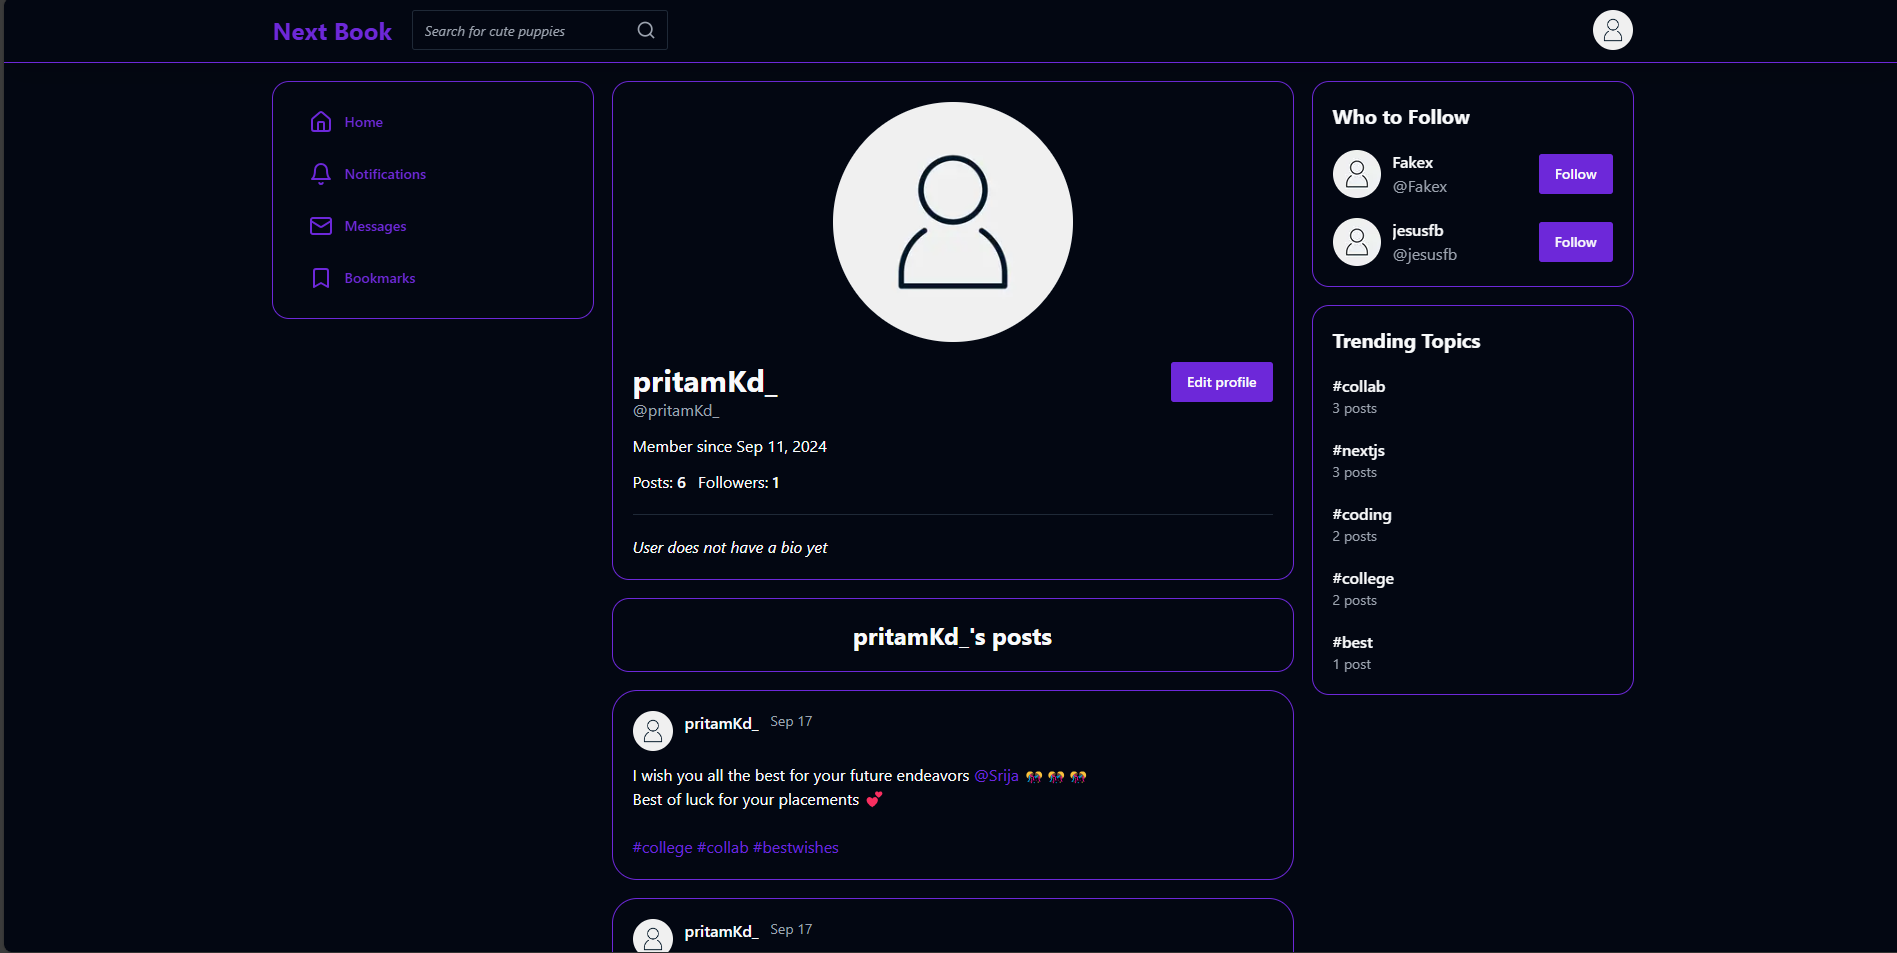 Next Book
Search for cute puppies
Home
Notifications
Messages
Bookmarks
pritamKd_
@pritamKd_
Edit profile
Member since Sep 11, 2024
Posts: 6 Followers: 1
User does not have a bio yet
pritamKd_'s posts
pritamKd_ Sep 17
I wish you all the best for your future endeavors @Srija 🎊 🎊 🎊
Best of luck for your placements 💕
#college #collab #bestwishes
pritamKd_ Sep 17
Who to Follow
Fakex
@Fakex
Follow
jesusfb
@jesusfb
Follow
Trending Topics
#collab
3 posts
#nextjs
3 posts
#coding
2 posts
#college
2 posts
#best
1 post